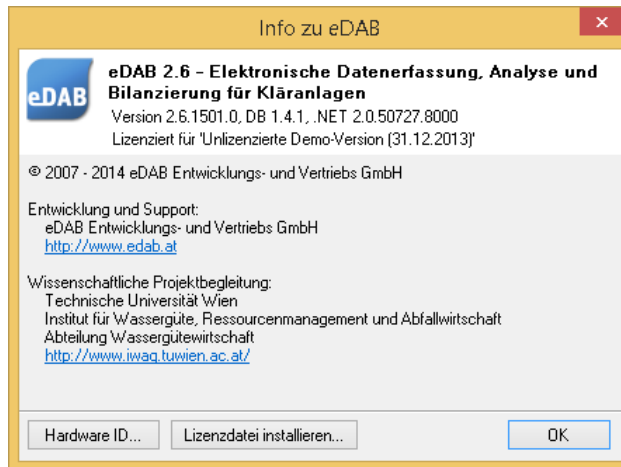 Info zu eDAB
eDAB
eDAB 2.6 - Elektronische Datenerfassung, Analyse und
Bilanzierung für Kläranlagen
Version 2.6.1501.0, DB 1.4.1, .NET 2.0.50727.8000
Lizenziert für 'Unlizenzierte Demo-Version (31.12.2013)'
© 2007 - 2014 eDAB Entwicklungs- und Vertriebs GmbH
Entwicklung und Support:
eDAB Entwicklungs- und Vertriebs GmbH
http://www.edab.at
Wissenschaftliche Projektbegleitung:
Technische Universität Wien
Institut für Wassergüte, Ressourcenmanagement und Abfallwirtschaft
Abteilung Wassergütewirtschaft
http://www.iwag.tuwien.ac.at/
Hardware ID... Lizenzdatei installieren... OK